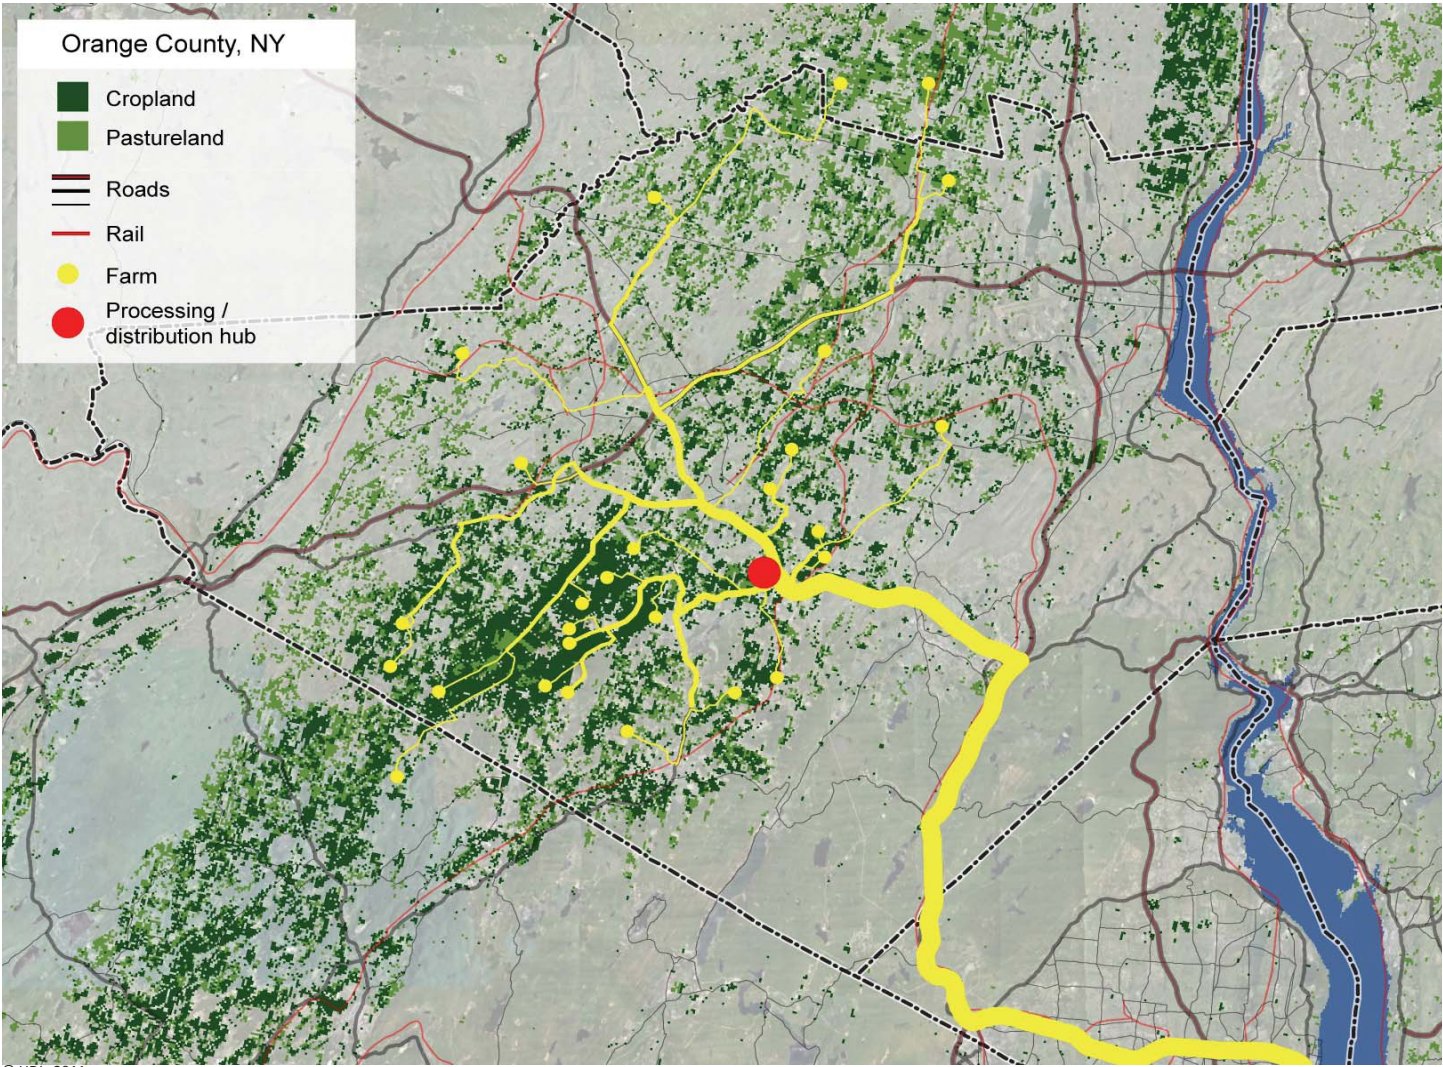 Orange County, NY
Cropland
Pastureland
Roads
Rail
Farm
Processing /
distribution hub